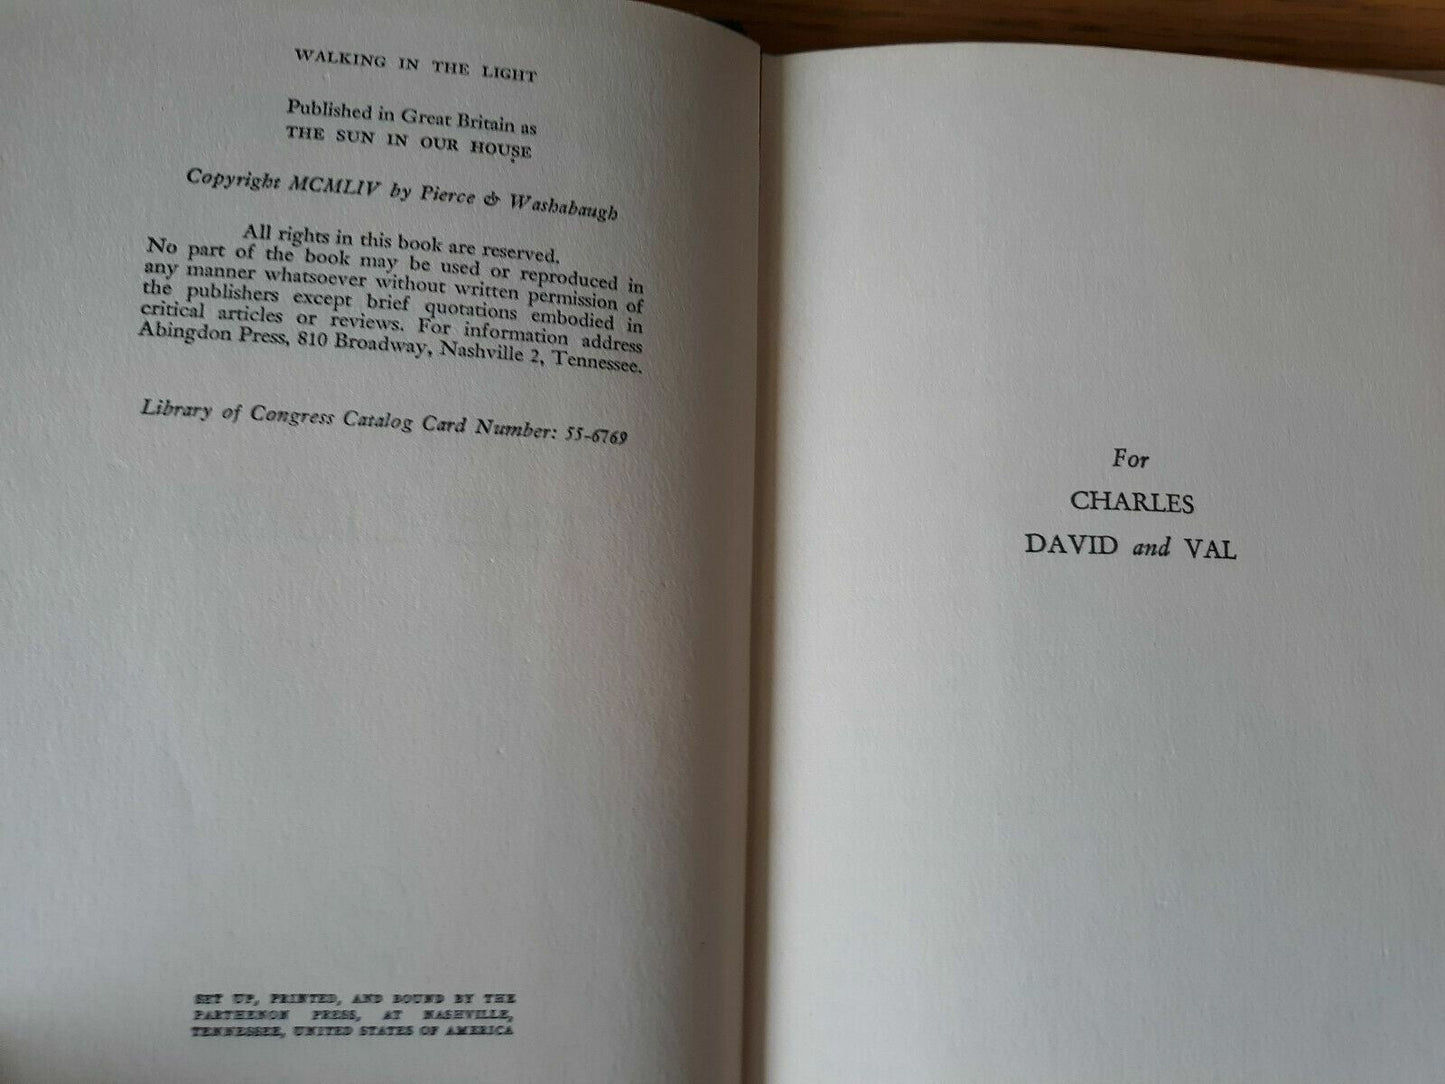 WALKING IN THE LIGHT
Published in Great Britain as
THE SUN IN OUR HOUSE
Copyright MCMLIV by Pierce & Washabaugh
All rights in this book are reserved.
No part of the book may be used or reproduced in
any manner whatsoever without written permission of
the publishers except brief quotations embodied in
critical articles or reviews. For information address
Abingdon Press, 810 Broadway, Nashville 2, Tennessee.
Library of Congress Catalog Card Number: 55-6769
SET UP, PRINTED, AND BOUND BY THE
PARTHENON PRESS, AT NASHVILLE,
TENNESSEE, UNITED STATES OF AMERICA
For
CHARLES
DAVID and VAL